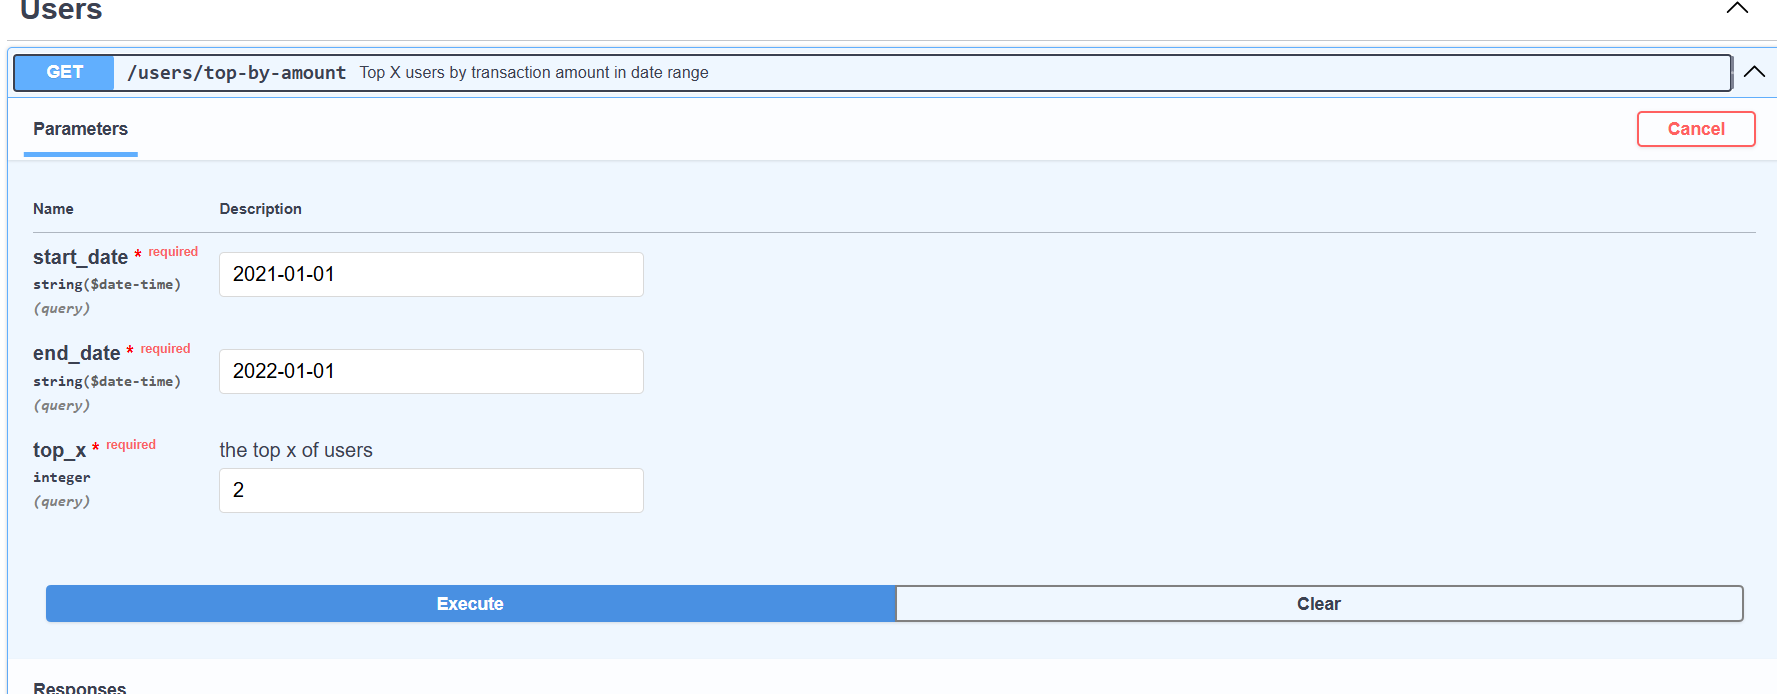 Users
GET /users/top-by-amount Top X users by transaction amount in date range
Parameters
Cancel
Name Description
start_date * required
string($date-time)
(query)
2021-01-01
end_date * required
string($date-time)
(query)
2022-01-01
top_x * required
integer
(query)
the top x of users
2
Execute
Clear
Responses